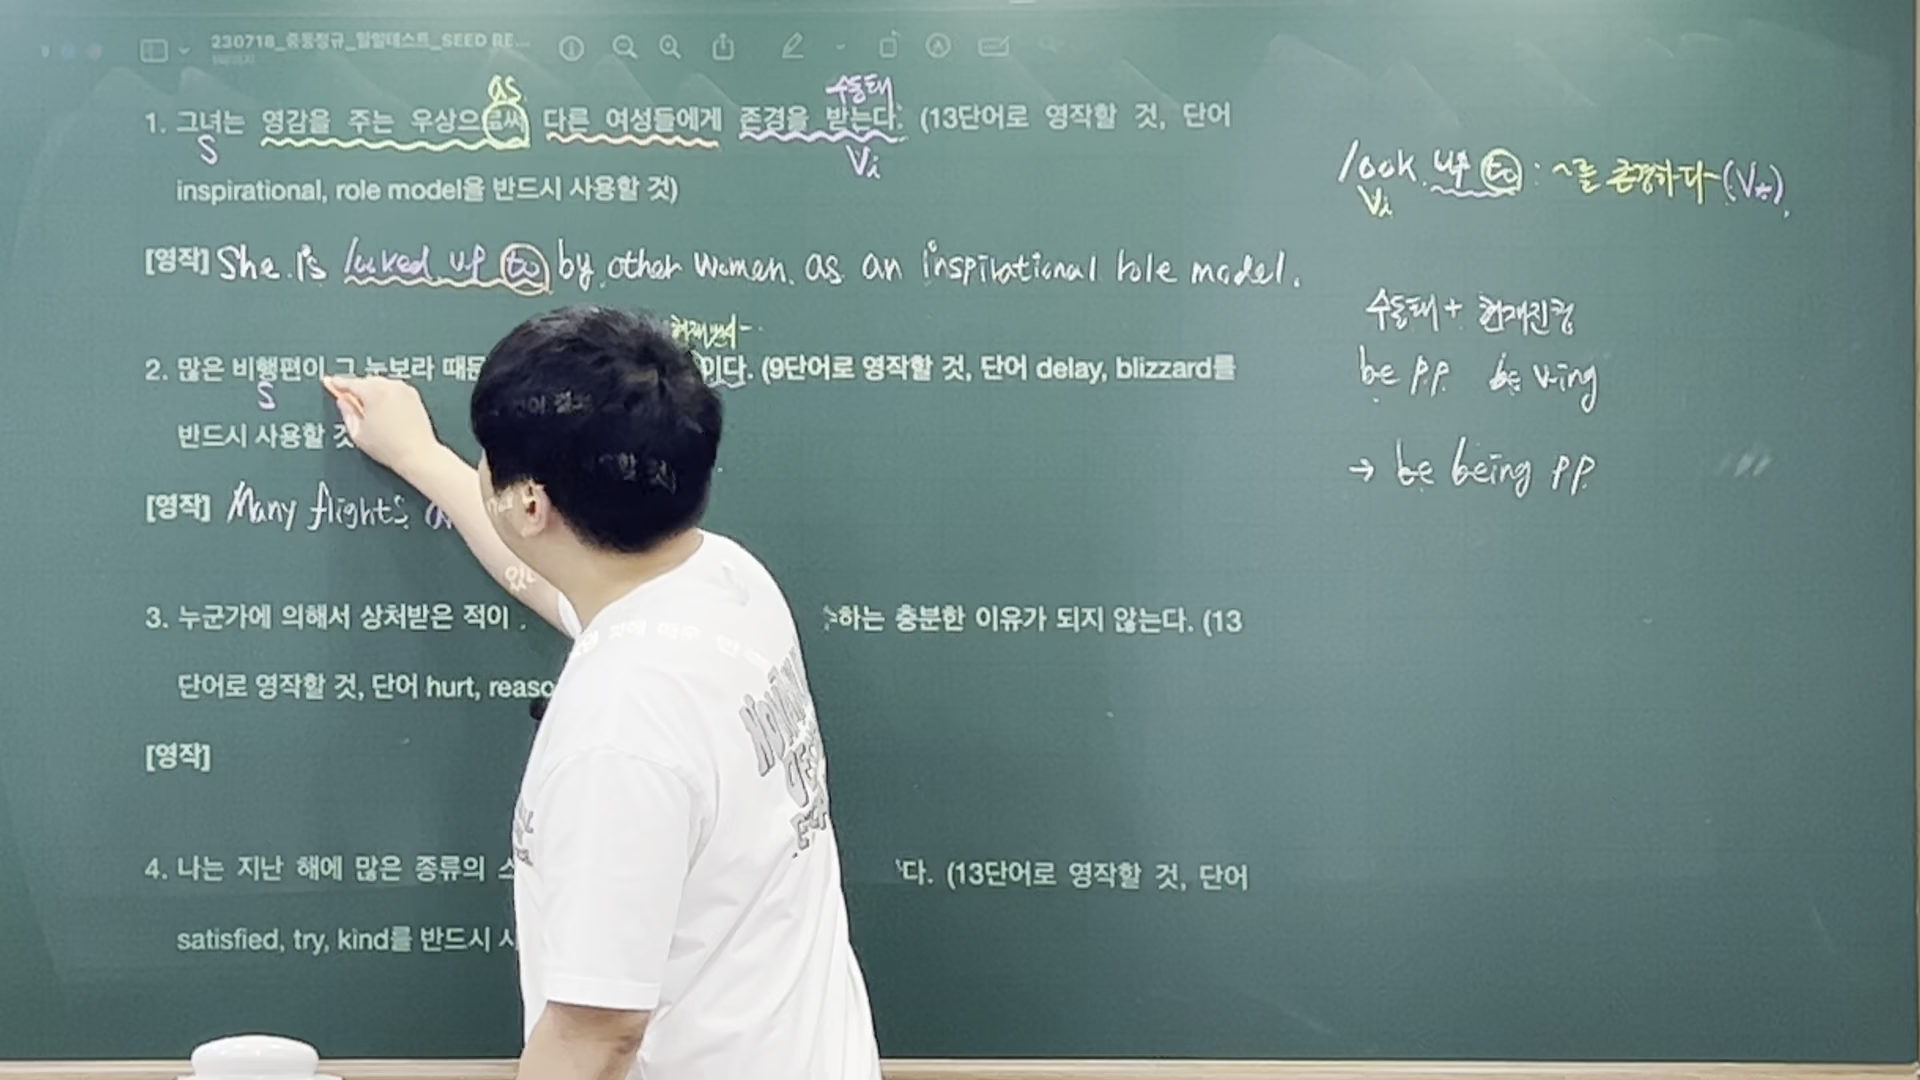 230718_중등정규_일일테스트_SEED RE...
as 수동태
1. 그녀는 영감을 주는 우상으로써 다른 여성들에게 존경을 받는다. (13단어로 영작할 것, 단어
S Vi
inspirational, role model을 반드시 사용할 것)
[영작] She is looked up to by other women as an inspirational role model.
2. 많은 비행편이 그 눈보라 때문 이다. (9단어로 영작할 것, 단어 delay, blizzard를
S
반드시 사용할 것
[영작] Many flights
3. 누군가에 의해서 상처받은 적이 하는 충분한 이유가 되지 않는다. (13
단어로 영작할 것, 단어 hurt, reaso
[영작]
4. 나는 지난 해에 많은 종류의 스 다. (13단어로 영작할 것, 단어
satisfied, try, kind를 반드시 사
look up to : ~를 존경하다 (Vt).
Vi
수동태 + 현재진행
be p.p. be v-ing
→ be being p.p.